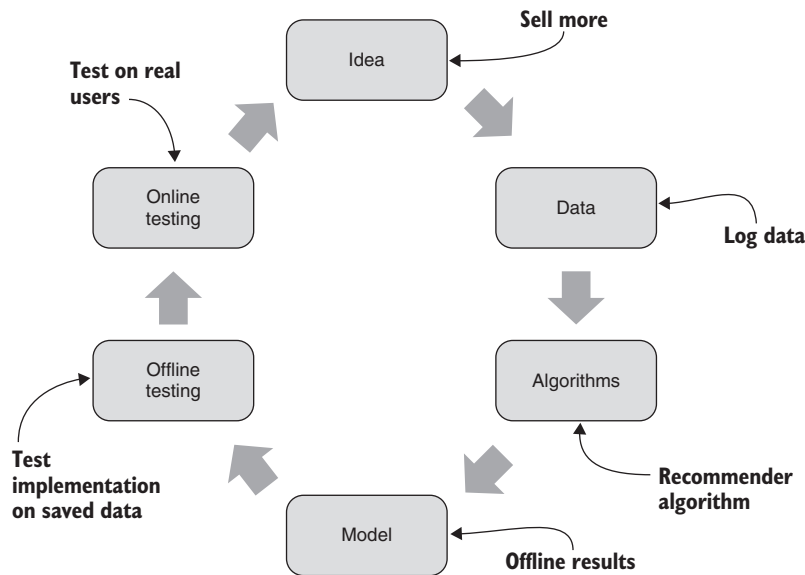 Sell more
Idea
Test on real
users
Online
testing
Data
Log data
Offline
testing
Algorithms
Test
implementation
on saved data
Recommender
algorithm
Model
Offline results